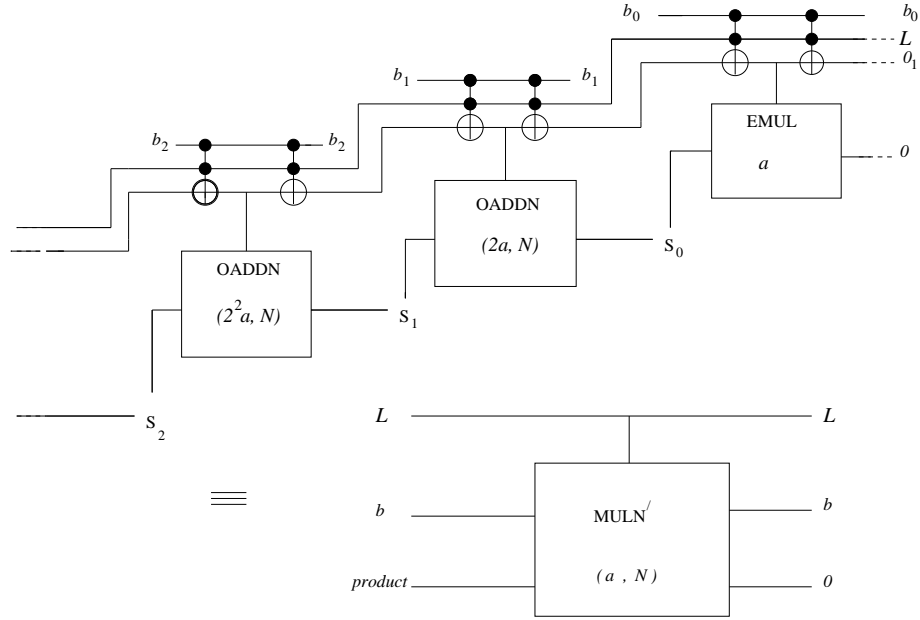 b0 b0
L
01
b1 b1
EMUL
a
0
b2 b2
OADDN
(2a, N)
S0
OADDN
(2^2a, N)
S1
S2
L L
b b
MULN/
(a , N)
product 0